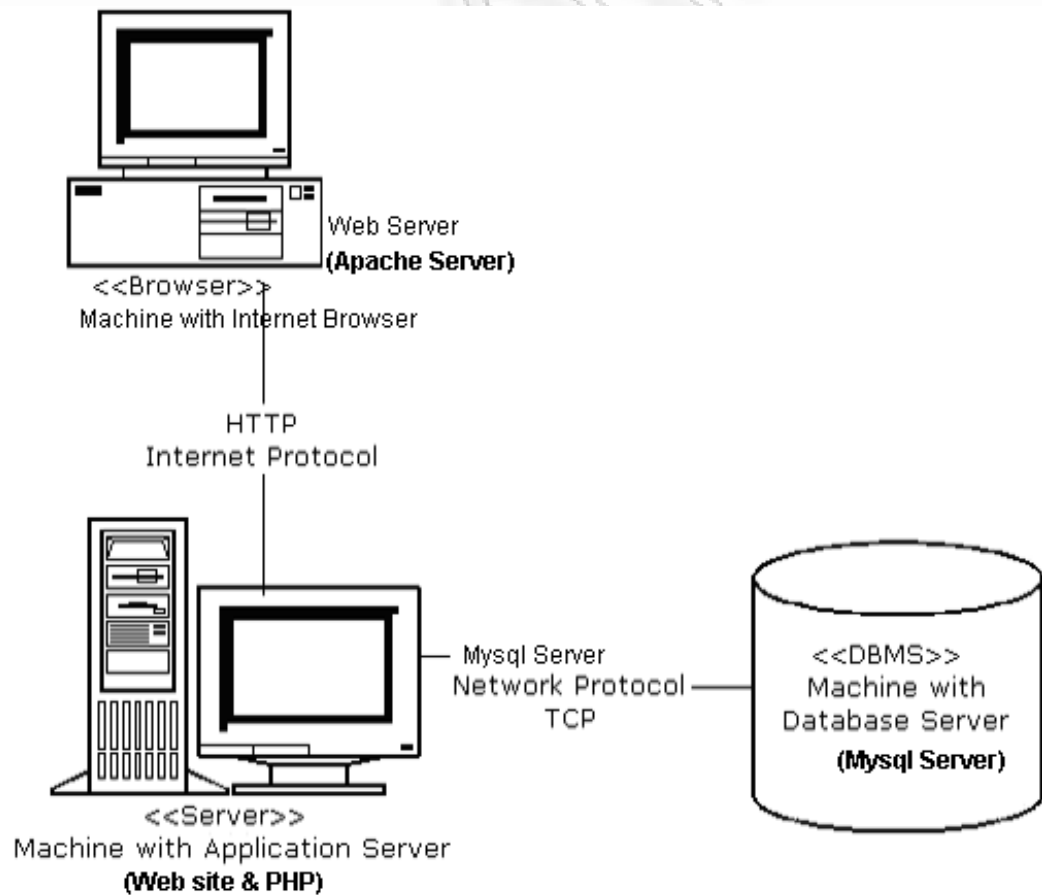 Web Server
(Apache Server)
<<Browser>>
Machine with Internet Browser
HTTP
Internet Protocol
Mysql Server
Network Protocol
TCP
<<DBMS>>
Machine with
Database Server
(Mysql Server)
<<Server>>
Machine with Application Server
(Web site & PHP)